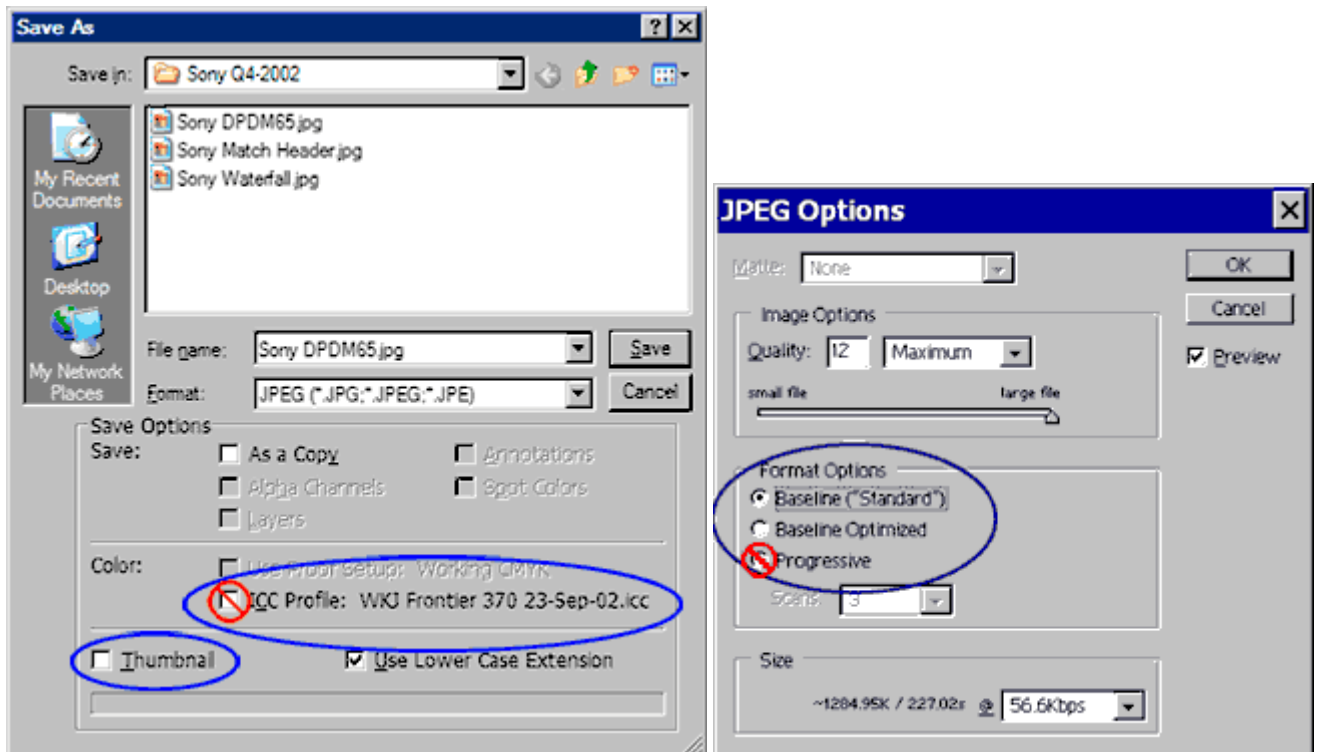 Save As
Save in: Sony Q4-2002
Sony DPDM65.jpg
Sony Match Header.jpg
Sony Waterfall.jpg
My Recent
Documents
Desktop
My Network
Places
File name: Sony DPDM65.jpg Save
Format: JPEG (*.JPG;*.JPEG;*.JPE) Cancel
Save Options
Save: As a Copy Annotations
Alpha Channels Spot Colors
Layers
Color: Use Proof Setup: Working CMYK
ICC Profile: WKJ Frontier 370 23-Sep-02.icc
Thumbnail Use Lower Case Extension
JPEG Options
Matte: None OK
Cancel
Image Options
Quality: 12 Maximum Preview
small file large file
Format Options
Baseline ("Standard")
Baseline Optimized
Progressive
Scans: 3
Size
~1284.95K / 227.02s @ 56.6Kbps